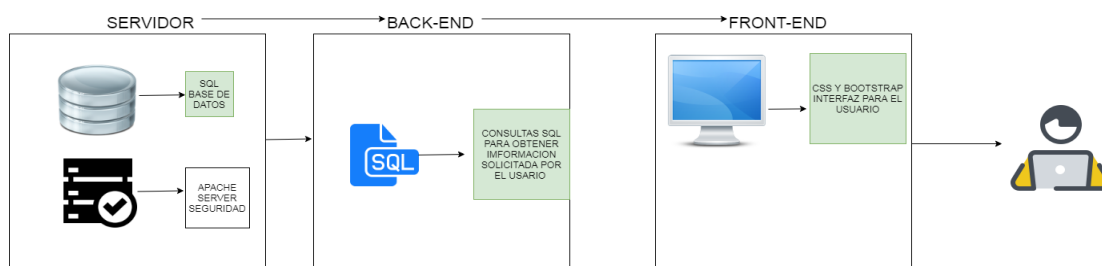 SERVIDOR
BACK-END
FRONT-END
SQL
BASE DE
DATOS
APACHE
SERVER
SEGURIDAD
SQL
CONSULTAS SQL
PARA OBTENER
IMFORMACION
SOLICITADA POR
EL USARIO
CSS Y BOOTSTRAP
INTERFAZ PARA EL
USUARIO